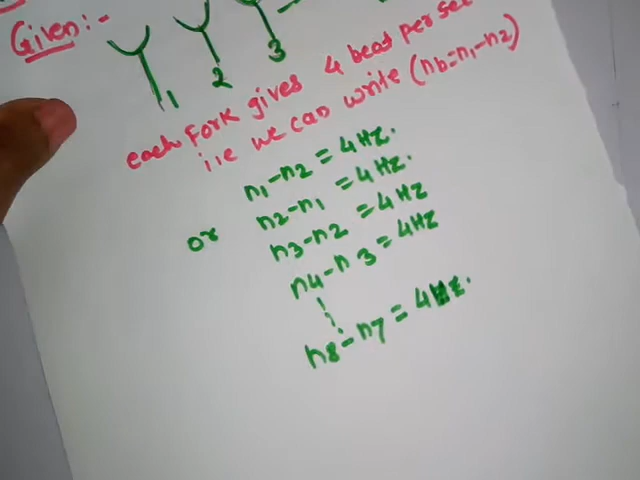 Given:-
1
2
3
each Fork gives 4 beat per sec
i.e we can write (nb=n1-n2)
n1-n2 = 4HZ.
or n2-n1 = 4HZ.
n3-n2 = 4HZ
n4-n3 = 4HZ
n8-n7 = 4HZ.